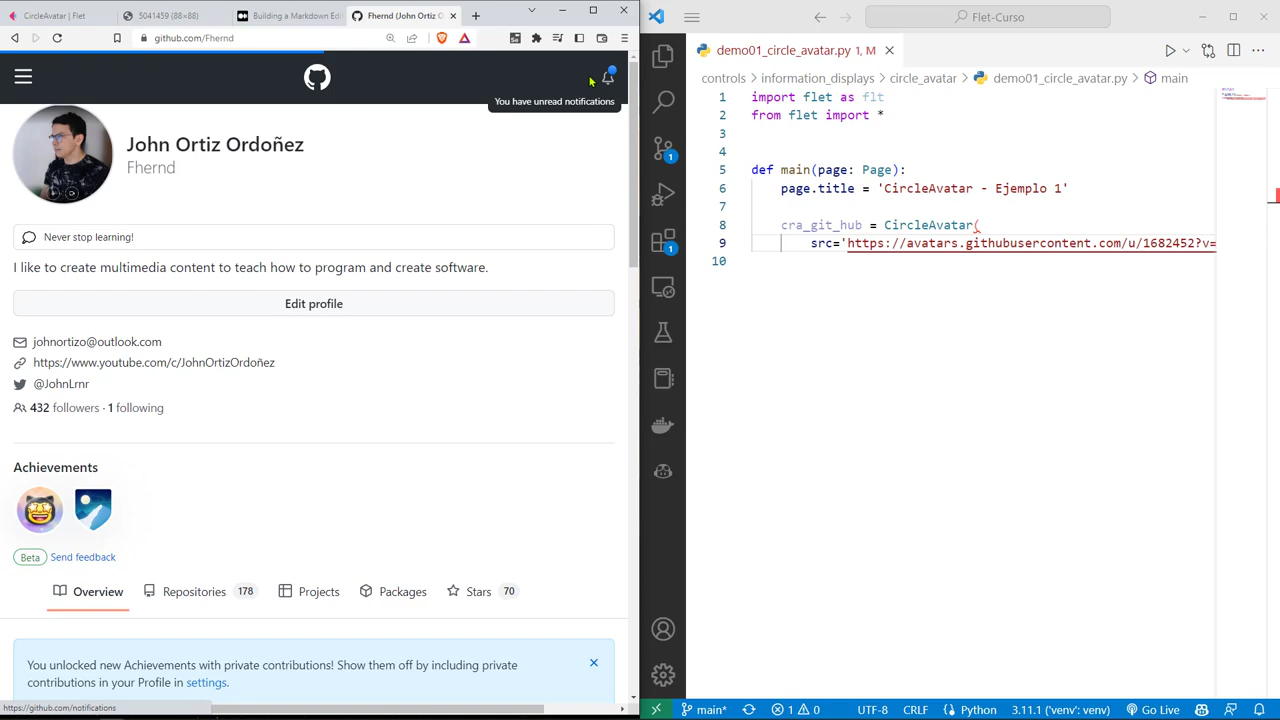 CircleAvatar | Flet
5041459 (88×88)
Building a Markdown Edi
Fhernd (John Ortiz O
github.com/Fhernd
You have unread notifications
John Ortiz Ordoñez
Fhernd
Never stop learning!
I like to create multimedia content to teach how to program and create software.
Edit profile
johnortizo@outlook.com
https://www.youtube.com/c/JohnOrtizOrdoñez
@JohnLrnr
432 followers · 1 following
Achievements
Beta Send feedback
Overview
Repositories 178
Projects
Packages
Stars 70
You unlocked new Achievements with private contributions! Show them off by including private
contributions in your Profile in settings.
https://github.com/notifications
Flet-Curso
demo01_circle_avatar.py 1, M
controls > information_displays > circle_avatar > demo01_circle_avatar.py > main
1 import flet as flt
2 from flet import *
3
4
5 def main(page: Page):
6 page.title = 'CircleAvatar - Ejemplo 1'
7
8 cra_git_hub = CircleAvatar(
9 src='https://avatars.githubusercontent.com/u/1682452?v=
10
1
1
main*
1 0
UTF-8
CRLF
Python
3.11.1 ('venv': venv)
Go Live